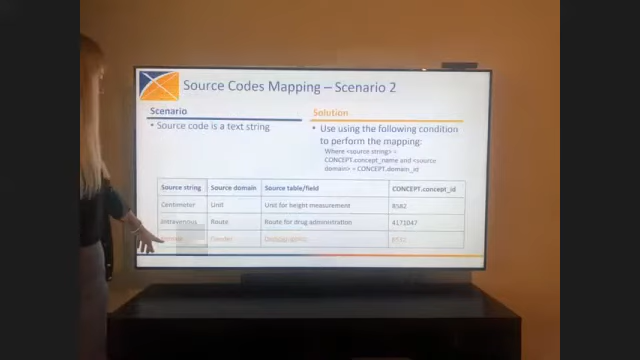 Source Codes Mapping – Scenario 2
Scenario
• Source code is a text string
Solution
• Use using the following condition
to perform the mapping:
Where <source string> =
CONCEPT.concept_name and <source
domain> = CONCEPT.domain_id
Source string Source domain Source table/field CONCEPT.concept_id
Centimeter Unit Unit for height measurement 8582
Intravenous Route Route for drug administration 4171047
Gender